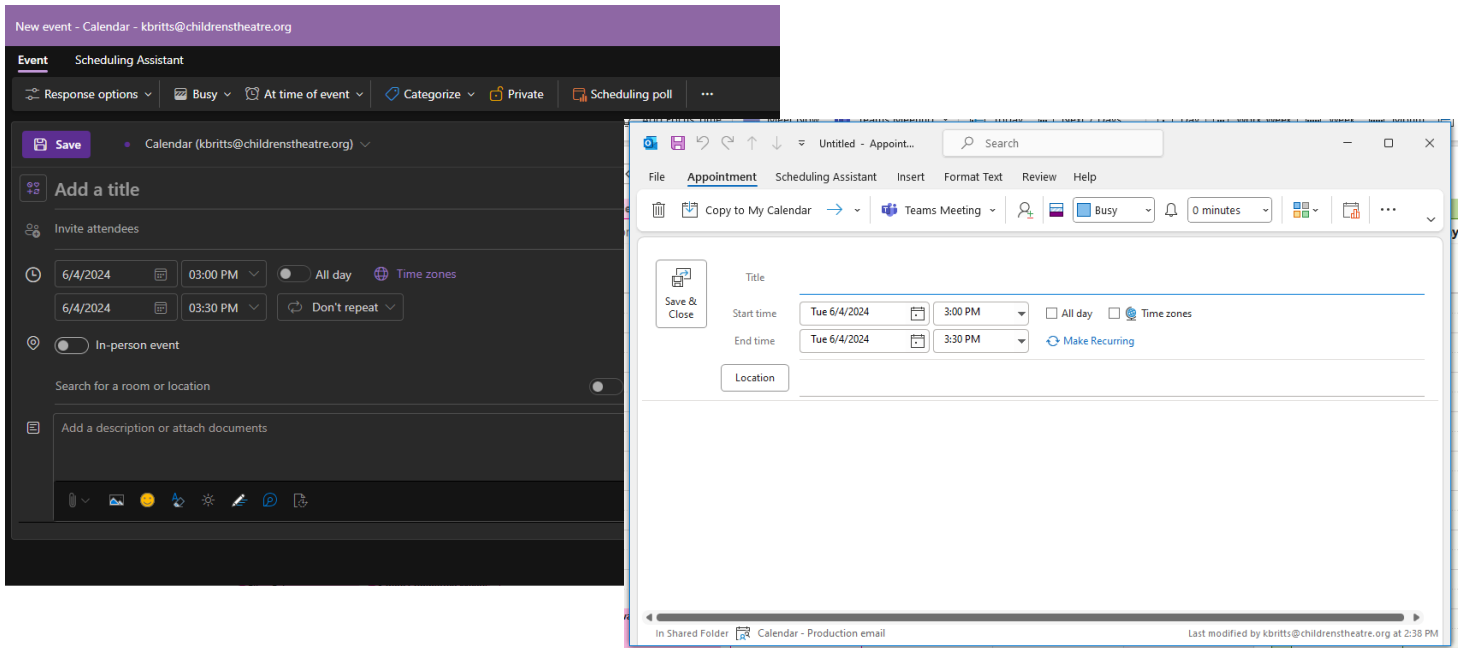 New event - Calendar - kbritts@childrenstheatre.org
Event Scheduling Assistant
Response options Busy At time of event Categorize Private Scheduling poll ...
Save Calendar (kbritts@childrenstheatre.org)
Add a title
Invite attendees
6/4/2024 03:00 PM All day Time zones
6/4/2024 03:30 PM Don't repeat
In-person event
Search for a room or location
Add a description or attach documents
Untitled - Appoint... Search
File Appointment Scheduling Assistant Insert Format Text Review Help
Copy to My Calendar Teams Meeting Busy 0 minutes ...
Save & Close
Title
Start time Tue 6/4/2024 3:00 PM All day Time zones
End time Tue 6/4/2024 3:30 PM Make Recurring
Location
In Shared Folder Calendar - Production email Last modified by kbritts@childrenstheatre.org at 2:38 PM